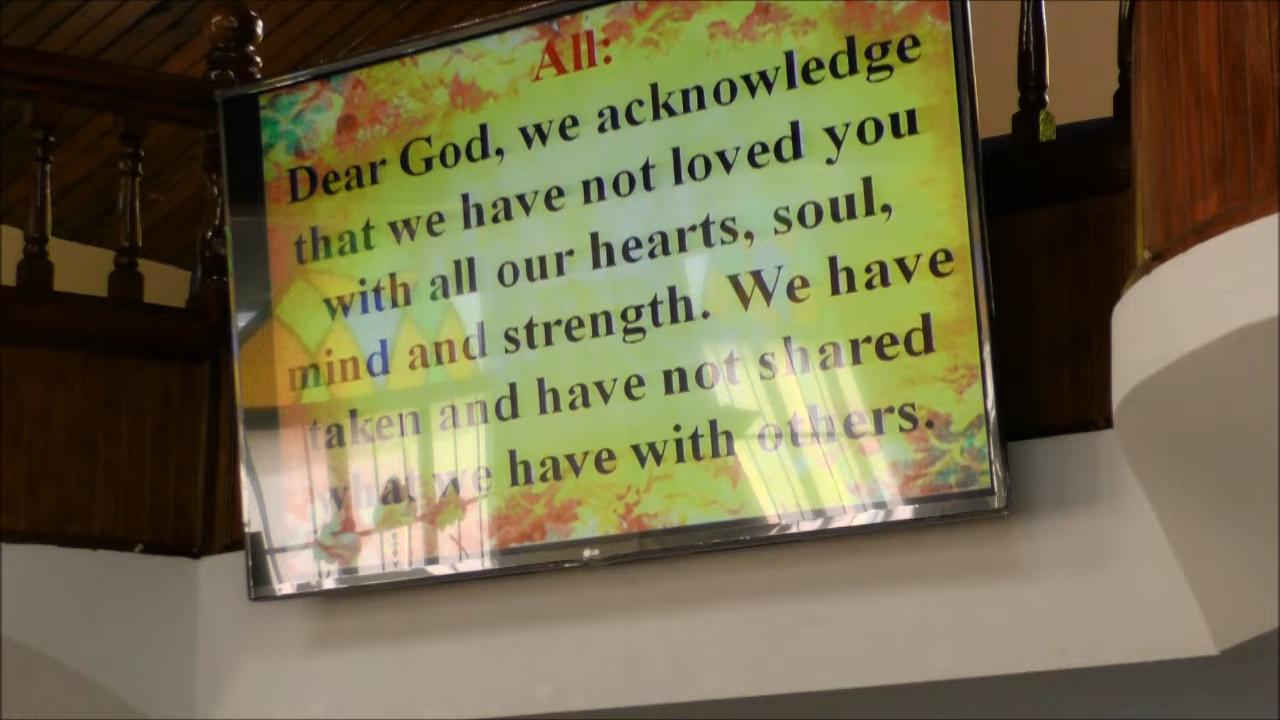 All:
Dear God, we acknowledge
that we have not loved you
with all our hearts, soul,
mind and strength. We have
taken and have not shared
what we have with others.
LG